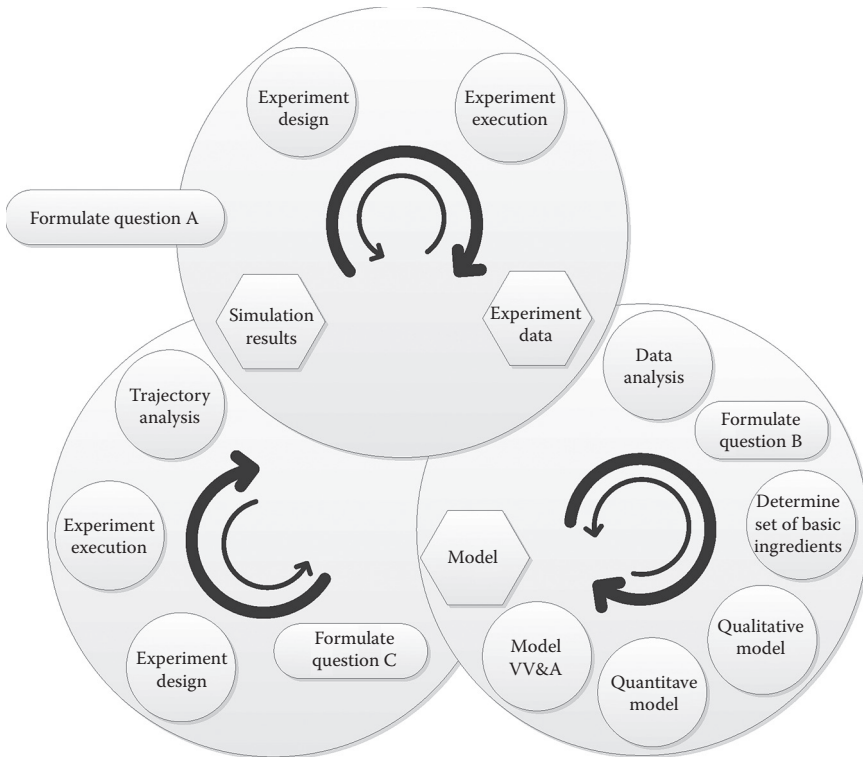 Experiment
design
Experiment
execution
Formulate question A
Simulation
results
Experiment
data
Data
analysis
Trajectory
analysis
Formulate
question B
Experiment
execution
Determine
set of basic
ingredients
Model
Formulate
question C
Experiment
design
Model
VV&A
Quantitave
model
Qualitative
model